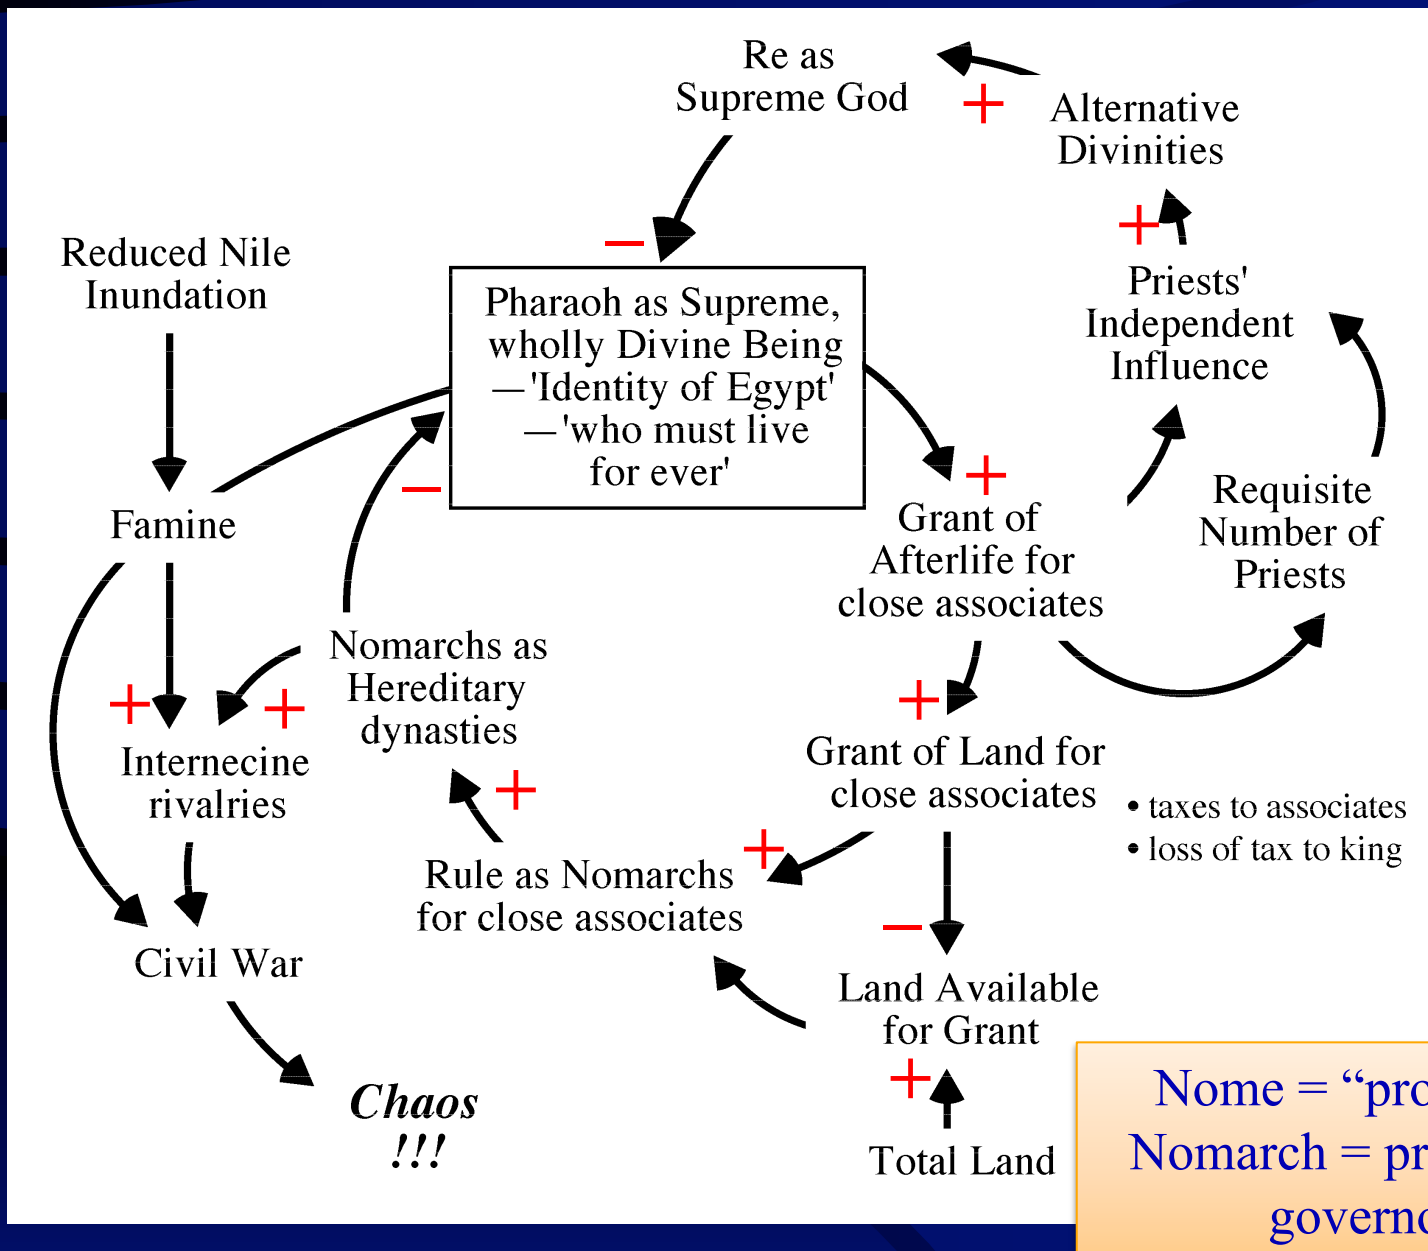 Re as
Supreme God
+
Alternative
Divinities
+
Priests'
Independent
Influence
Reduced Nile
Inundation
−
Pharaoh as Supreme,
wholly Divine Being
—'Identity of Egypt'
—'who must live
for ever'
−
+
Grant of
Afterlife for
close associates
Requisite
Number of
Priests
Famine
Nomarchs as
Hereditary
dynasties
+
+
+
Internecine
rivalries
+
Grant of Land for
close associates
• taxes to associates
• loss of tax to king
+
Rule as Nomarchs
for close associates
−
Civil War
Land Available
for Grant
+
Chaos
!!!
Total Land
Nome = “pro
Nomarch = pr
governo